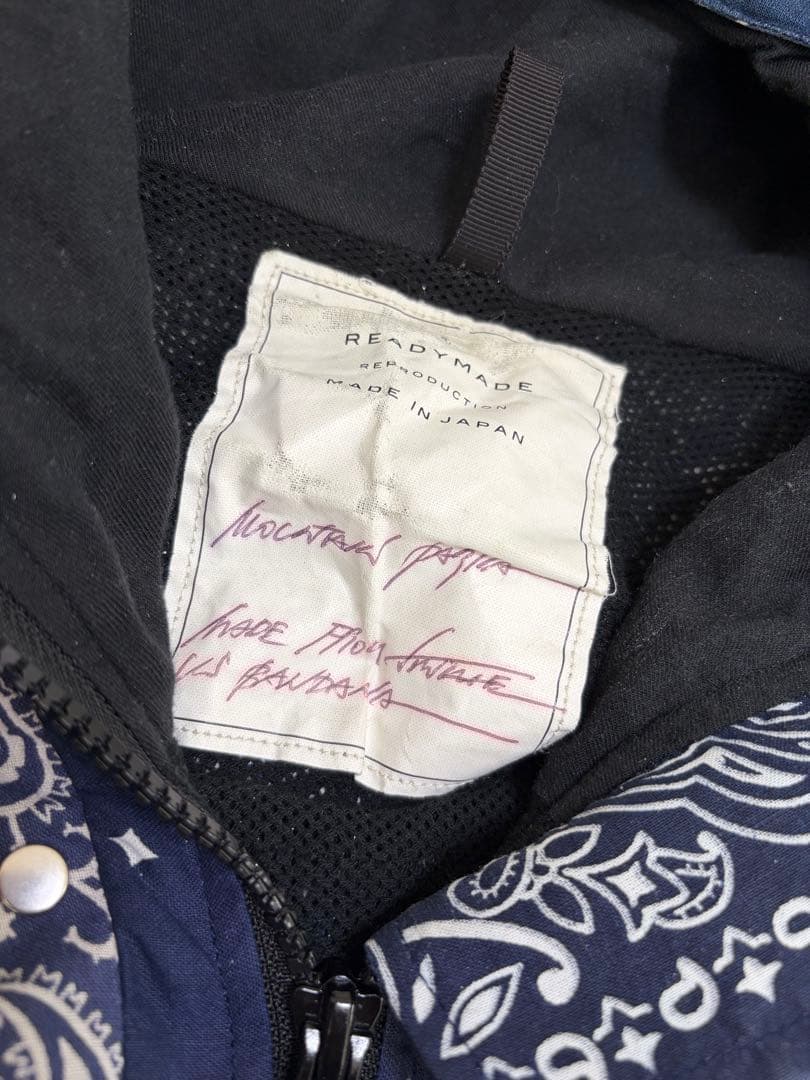 READYMADE
REPRODUCTION
MADE IN JAPAN
MOUNTAIN PARKA
MADE FROM VINTAGE
US BANDANA